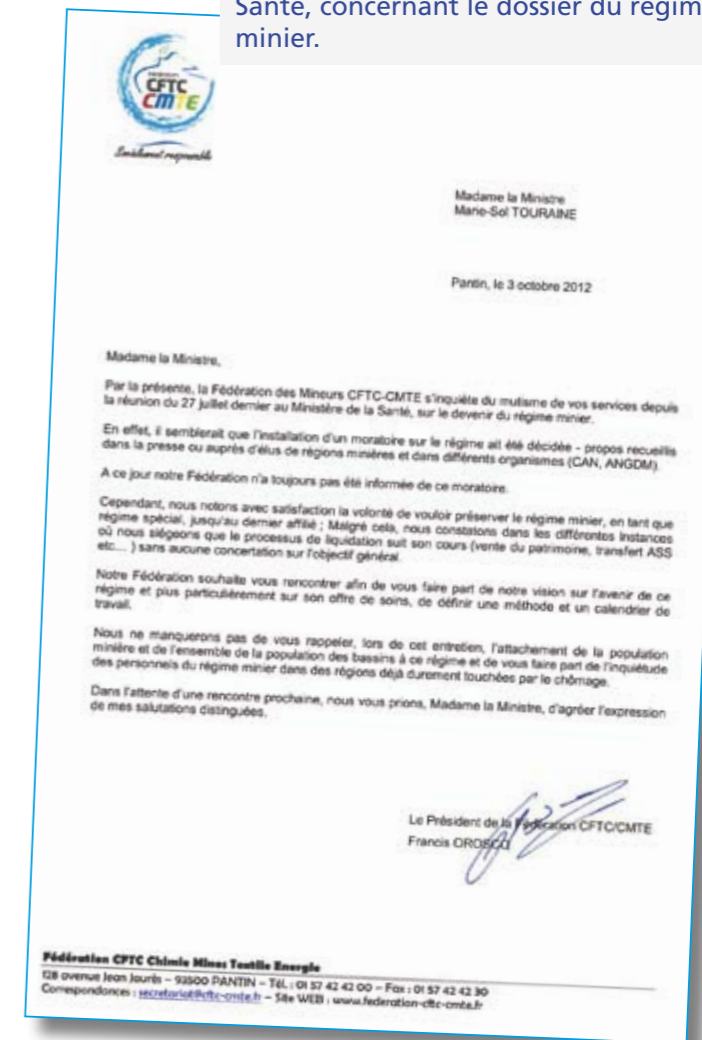 Santé, concernant le dossier du régim
minier.
CFTC
CMTE
Madame la Ministre
Marie-Sol TOURAINE
Pantin, le 3 octobre 2012
Madame la Ministre,
Par la présente, la Fédération des Mineurs CFTC-CMTE s'inquiète du mutisme de vos services depuis
la réunion du 27 juillet dernier au Ministère de la Santé, sur le devenir du régime minier.
En effet, il semblerait que l'installation d'un moratoire sur le régime ait été décidée - propos recueillis
dans la presse ou auprès d'élus de régions minières et dans différents organismes (CAN, ANGDM).
A ce jour notre Fédération n'a toujours pas été informée de ce moratoire.
Cependant, nous notons avec satisfaction la volonté de vouloir préserver le régime minier, en tant que
régime spécial, jusqu'au dernier affilié ; Malgré cela, nous constatons dans les différentes Instances
où nous siégeons que le processus de liquidation suit son cours (vente du patrimoine, transfert ASS
etc... ) sans aucune concertation sur l'objectif général.
Notre Fédération souhaite vous rencontrer afin de vous faire part de notre vision sur l'avenir de ce
régime et plus particulièrement sur son offre de soins, de définir une méthode et un calendrier de
travail.
Nous ne manquerons pas de vous rappeler, lors de cet entretien, l'attachement de la population
minière et de l'ensemble de la population des bassins à ce régime et de vous faire part de l'inquiétude
des personnels du régime minier dans des régions déjà durement touchées par le chômage.
Dans l'attente d'une rencontre prochaine, nous vous prions, Madame la Ministre, d'agréer l'expression
de mes salutations distinguées.
Le Président de la Fédération CFTC/CMTE
Francis OROSCO
Fédération CFTC Chimie Mines Textile Energie
128 avenue Jean Jaurès – 93500 PANTIN – Tél. : 01 57 42 42 00 – Fax : 01 57 42 42 30
Correspondances : secretariat@cftc-cmte.fr – Site WEB : www.federation-cftc-cmte.fr